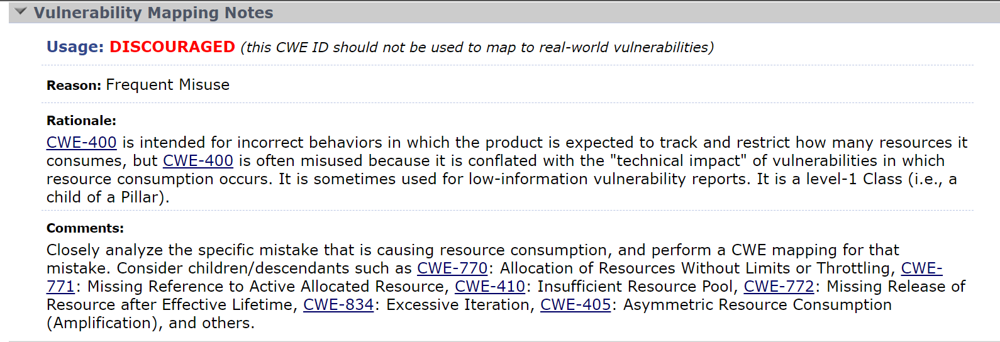 Vulnerability Mapping Notes
Usage: DISCOURAGED (this CWE ID should not be used to map to real-world vulnerabilities)
Reason: Frequent Misuse
Rationale:
CWE-400 is intended for incorrect behaviors in which the product is expected to track and restrict how many resources it
consumes, but CWE-400 is often misused because it is conflated with the "technical impact" of vulnerabilities in which
resource consumption occurs. It is sometimes used for low-information vulnerability reports. It is a level-1 Class (i.e., a
child of a Pillar).
Comments:
Closely analyze the specific mistake that is causing resource consumption, and perform a CWE mapping for that
mistake. Consider children/descendants such as CWE-770: Allocation of Resources Without Limits or Throttling, CWE-
771: Missing Reference to Active Allocated Resource, CWE-410: Insufficient Resource Pool, CWE-772: Missing Release of
Resource after Effective Lifetime, CWE-834: Excessive Iteration, CWE-405: Asymmetric Resource Consumption
(Amplification), and others.